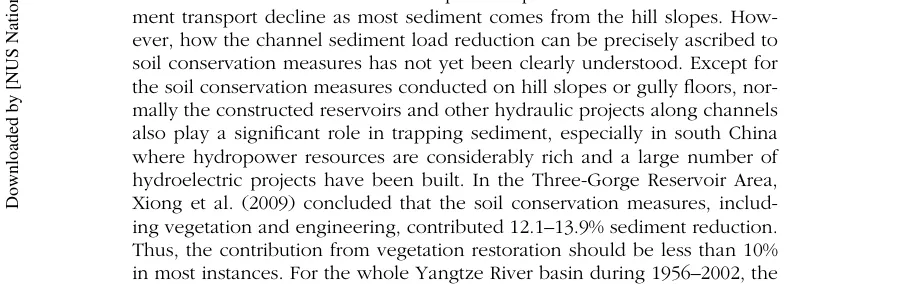 ment transport decline as most sediment comes from the hill slopes. How-
ever, how the channel sediment load reduction can be precisely ascribed to
soil conservation measures has not yet been clearly understood. Except for
the soil conservation measures conducted on hill slopes or gully floors, nor-
mally the constructed reservoirs and other hydraulic projects along channels
also play a significant role in trapping sediment, especially in south China
where hydropower resources are considerably rich and a large number of
hydroelectric projects have been built. In the Three-Gorge Reservoir Area,
Xiong et al. (2009) concluded that the soil conservation measures, includ-
ing vegetation and engineering, contributed 12.1–13.9% sediment reduction.
Thus, the contribution from vegetation restoration should be less than 10%
in most instances. For the whole Yangtze River basin during 1956–2002, the
Downloaded by [NUS